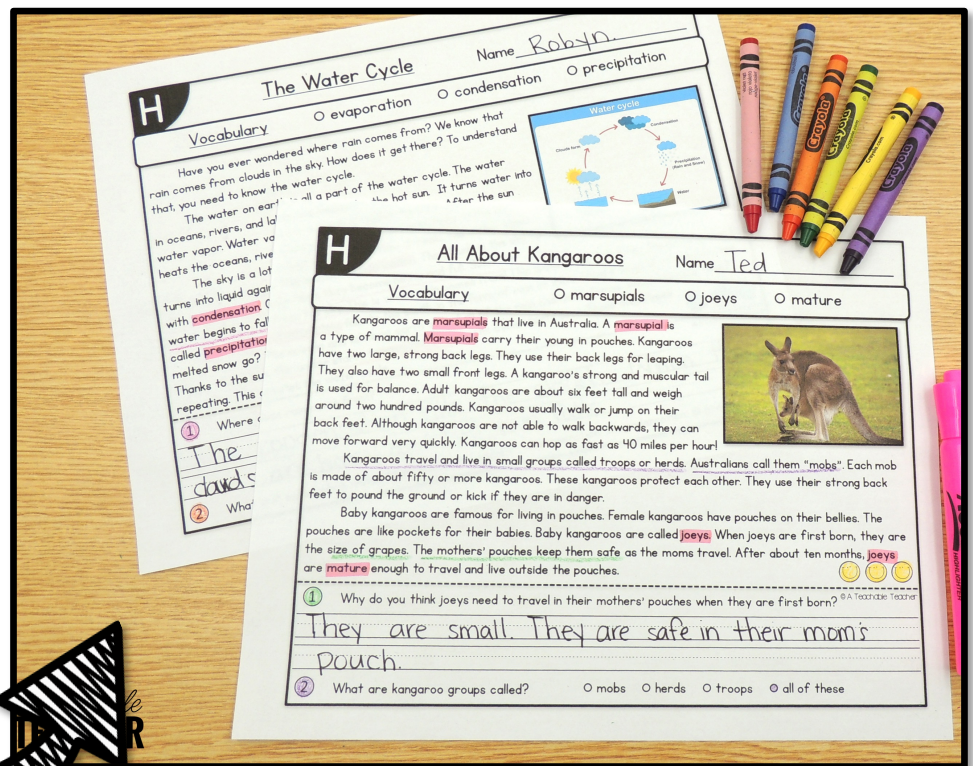 H
The Water Cycle
Name Robyn.
Vocabulary
evaporation
condensation
precipitation
Have you ever wondered where rain comes from? We know that
rain comes from clouds in the sky. How does it get there? To understand
that, you need to know the water cycle.
The water on all a part of the water cycle. The water
in oceans, rivers, and the hot sun. It turns water into
water vapor. Water After the sun
heats the oceans,
The sky is a lot
turns into liquid
with condensation.
water begins to
called
melted snow go?
Thanks to the
repeating. This
1 Where
The
2
Water cycle
Condensation
Clouds form
Precipitation
(Rain and Snow)
Water
H
All About Kangaroos
Name Ted
Vocabulary
marsupials
joeys
mature
Kangaroos are marsupials that live in Australia. A marsupial is
a type of mammal. Marsupials carry their young in pouches. Kangaroos
have two large, strong back legs. They use their back legs for leaping.
They also have two small front legs. A kangaroo's strong and muscular tail
is used for balance. Adult kangaroos are about six feet tall and weigh
around two hundred pounds. Kangaroos usually walk or jump on their
back feet. Although kangaroos are not able to walk backwards, they can
move forward very quickly. Kangaroos can hop as fast as 40 miles per hour!
Kangaroos travel and live in small groups called troops or herds. Australians call them "mobs". Each mob
is made of about fifty or more kangaroos. These kangaroos protect each other. They use their strong back
feet to pound the ground or kick if they are in danger.
Baby kangaroos are famous for living in pouches. Female kangaroos have pouches on their bellies. The
pouches are like pockets for their babies. Baby kangaroos are called joeys. When joeys are first born, they are
the size of grapes. The mothers' pouches keep them safe as the moms travel. After about ten months, joeys
are mature enough to travel and live outside the pouches.
1 Why do you think joeys need to travel in their mothers' pouches when they are first born?
© A Teachable Teacher
They are small. They are safe in their mom's
pouch.
2 What are kangaroo groups called? mobs herds troops all of these
Crayola
Crayola
Crayola
HIGHLIGHTER